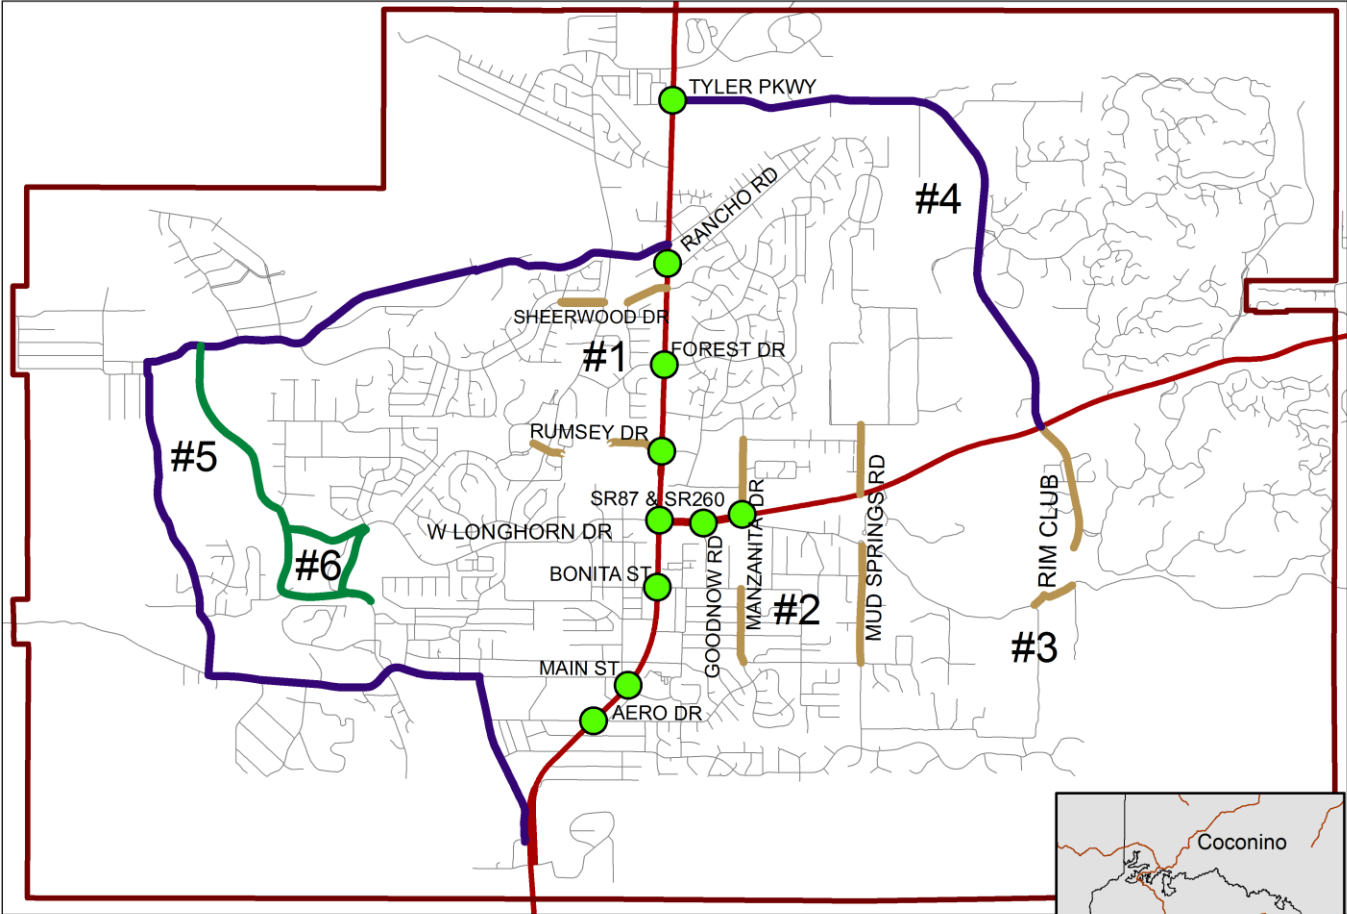 TYLER PKWY
RANCHO RD
#4
SHEERWOOD DR
#1
FOREST DR
RUMSEY DR
#5
SR87 & SR260
W LONGHORN DR
MANZANITA DR
MUD SPRINGS RD
RIM CLUB
#6
BONITA ST
GOODNOW RD
#2
#3
MAIN ST
AERO DR
Coconino